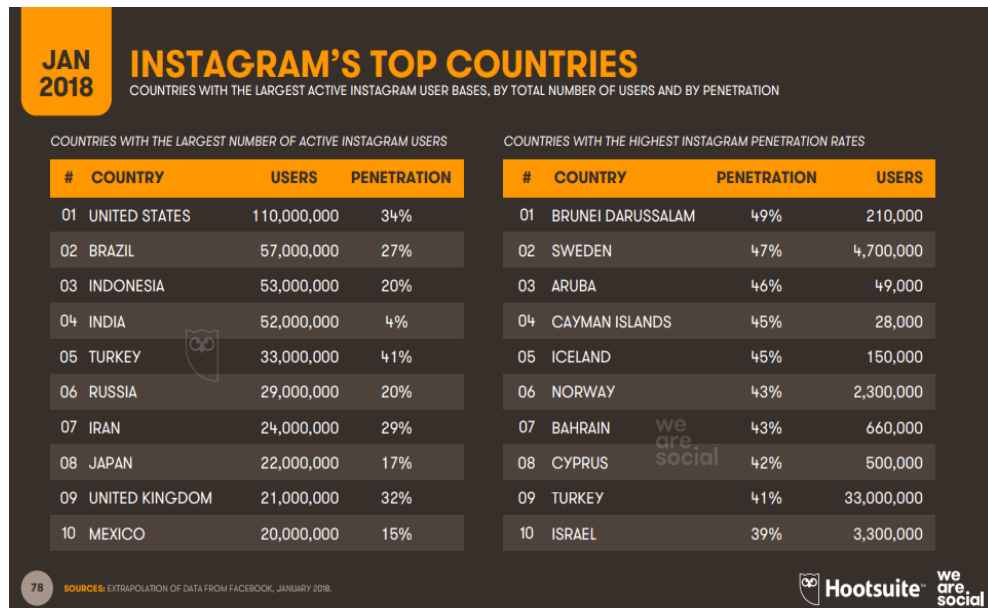 JAN
2018
INSTAGRAM'S TOP COUNTRIES
COUNTRIES WITH THE LARGEST ACTIVE INSTAGRAM USER BASES, BY TOTAL NUMBER OF USERS AND BY PENETRATION
COUNTRIES WITH THE LARGEST NUMBER OF ACTIVE INSTAGRAM USERS
# COUNTRY USERS PENETRATION
01 UNITED STATES 110,000,000 34%
02 BRAZIL 57,000,000 27%
03 INDONESIA 53,000,000 20%
04 INDIA 52,000,000 4%
05 TURKEY 33,000,000 41%
06 RUSSIA 29,000,000 20%
07 IRAN 24,000,000 29%
08 JAPAN 22,000,000 17%
09 UNITED KINGDOM 21,000,000 32%
10 MEXICO 20,000,000 15%
COUNTRIES WITH THE HIGHEST INSTAGRAM PENETRATION RATES
# COUNTRY PENETRATION USERS
01 BRUNEI DARUSSALAM 49% 210,000
02 SWEDEN 47% 4,700,000
03 ARUBA 46% 49,000
04 CAYMAN ISLANDS 45% 28,000
05 ICELAND 45% 150,000
06 NORWAY 43% 2,300,000
07 BAHRAIN 43% 660,000
08 CYPRUS 42% 500,000
09 TURKEY 41% 33,000,000
10 ISRAEL 39% 3,300,000
we
are.
social
78
SOURCES: EXTRAPOLATION OF DATA FROM FACEBOOK, JANUARY 2018.
Hootsuite™
we
are.
social